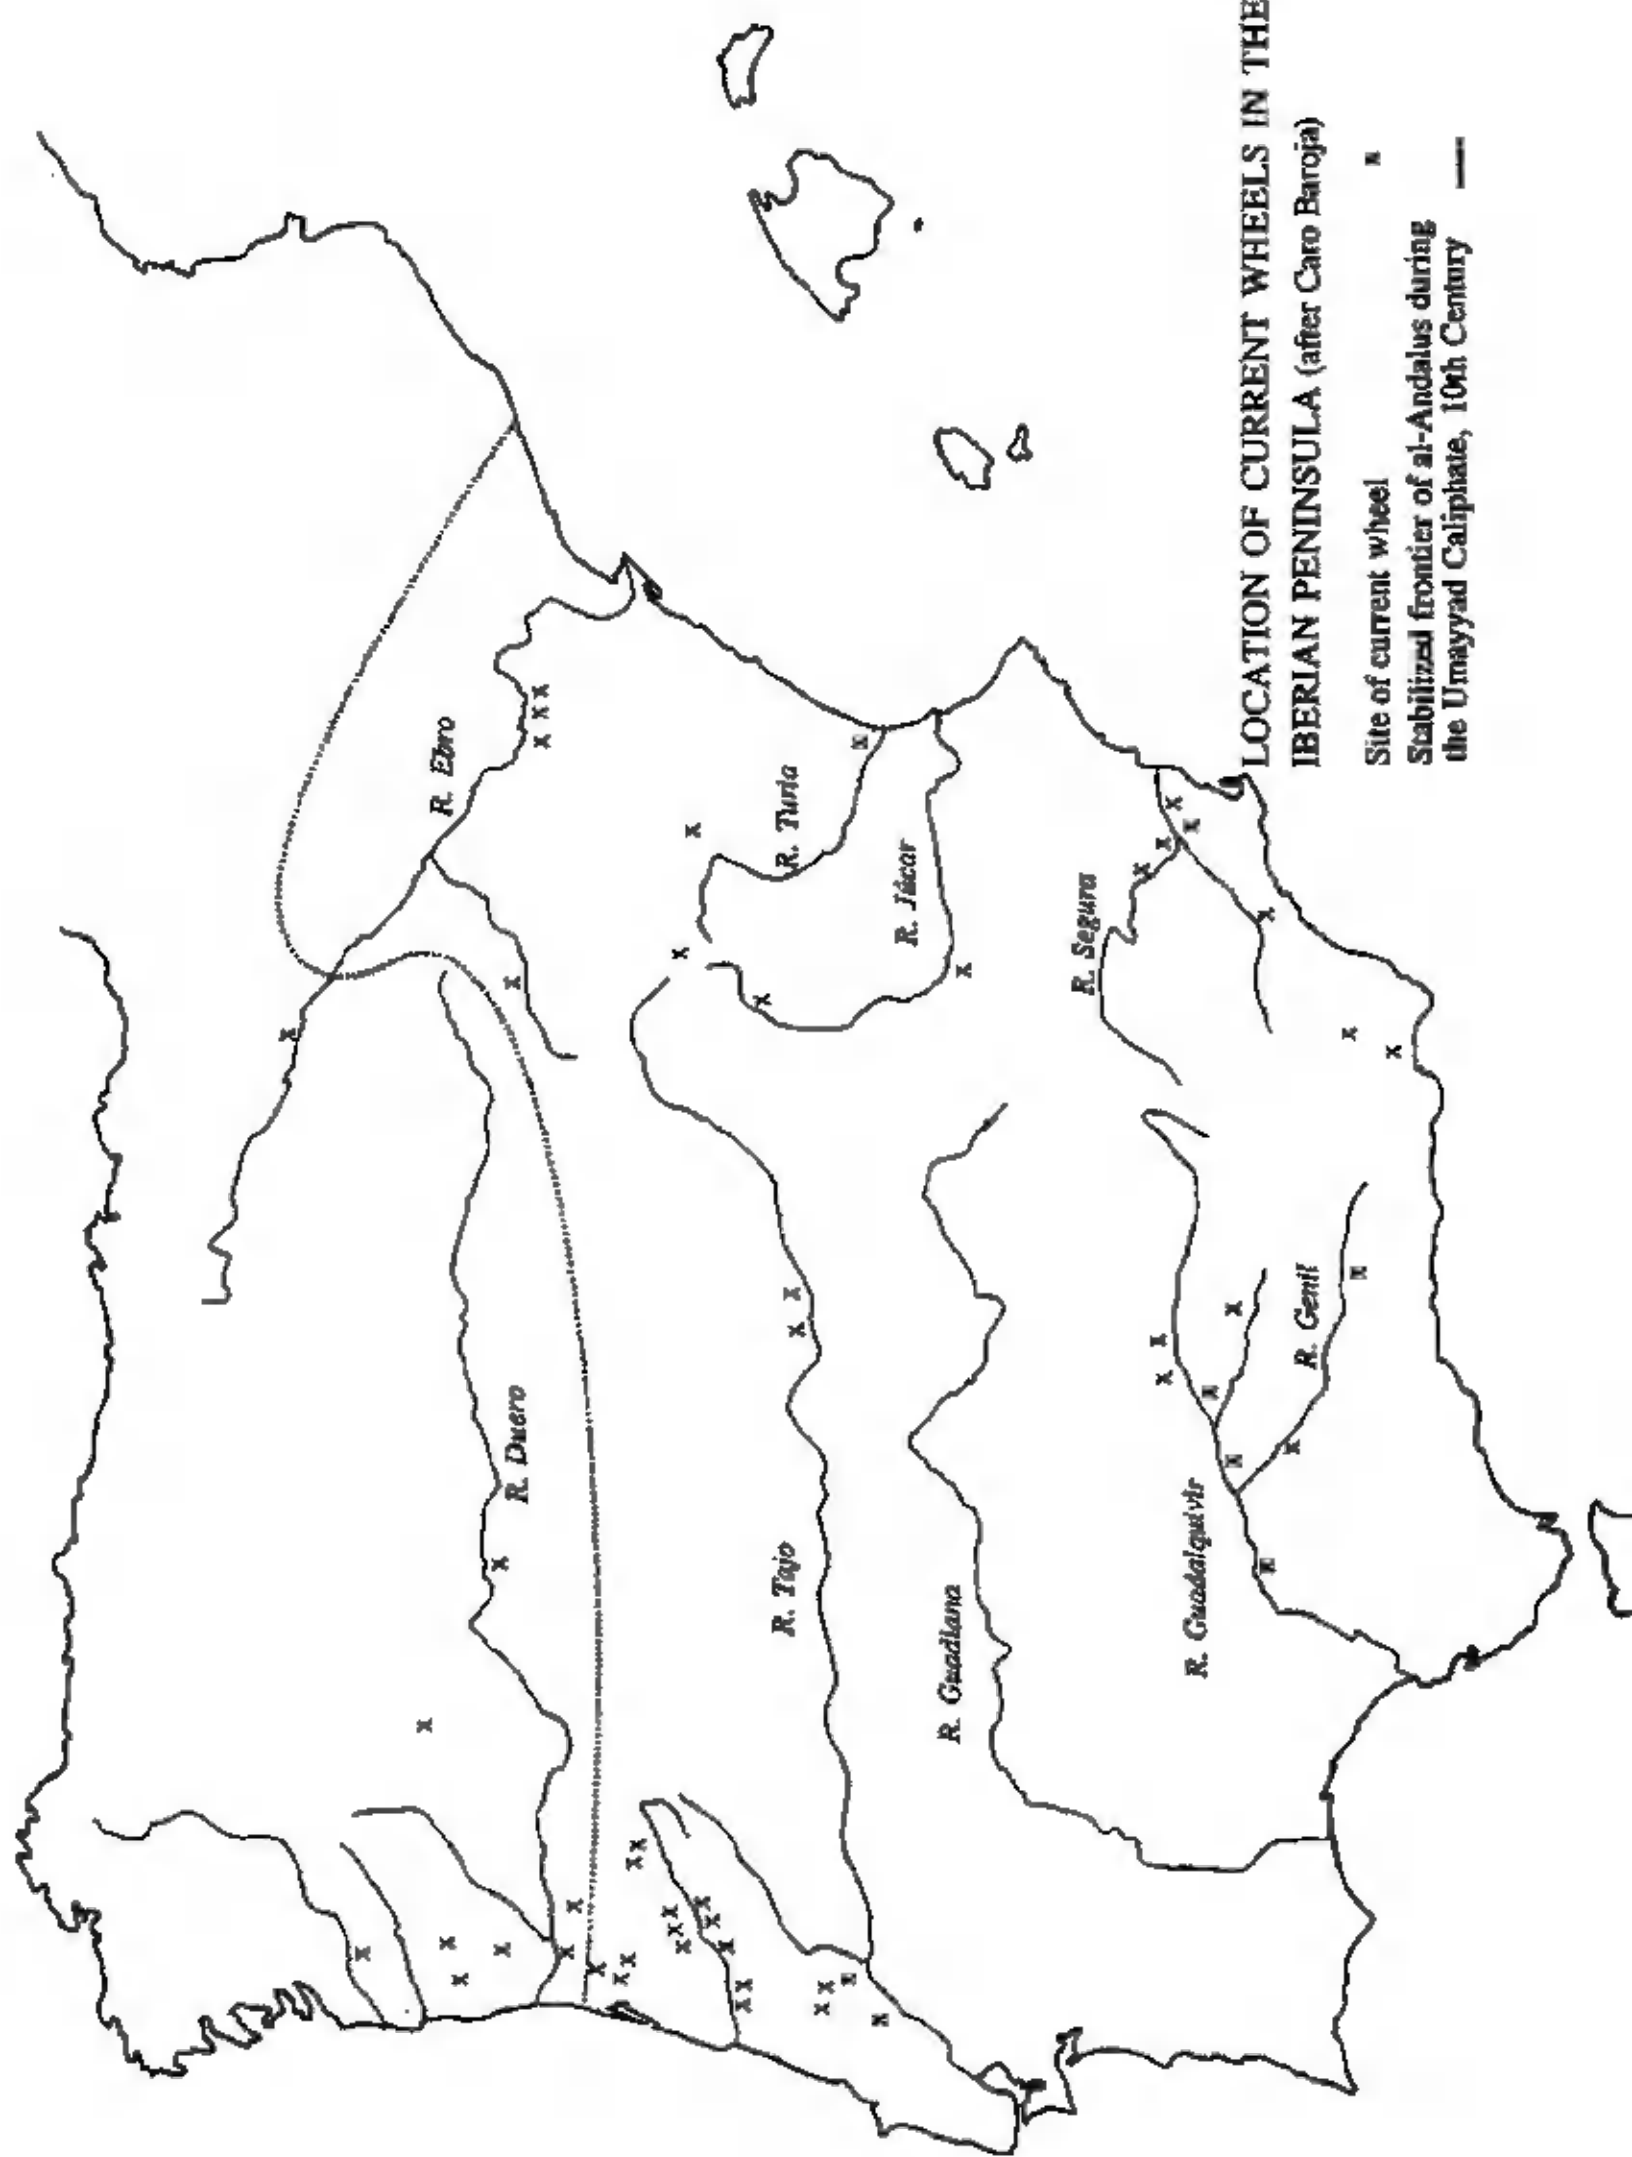 R. Ebro
R. Duero
R. Turia
R. Tajo
R. Júcar
R. Guadiana
R. Segura
R. Guadalquivir
R. Genil
LOCATION OF CURRENT WHEELS IN THE
IBERIAN PENINSULA (after Caro Baroja)
Site of current wheel x
Stabilized frontier of al-Andalus during
the Umayyad Caliphate, 10th Century